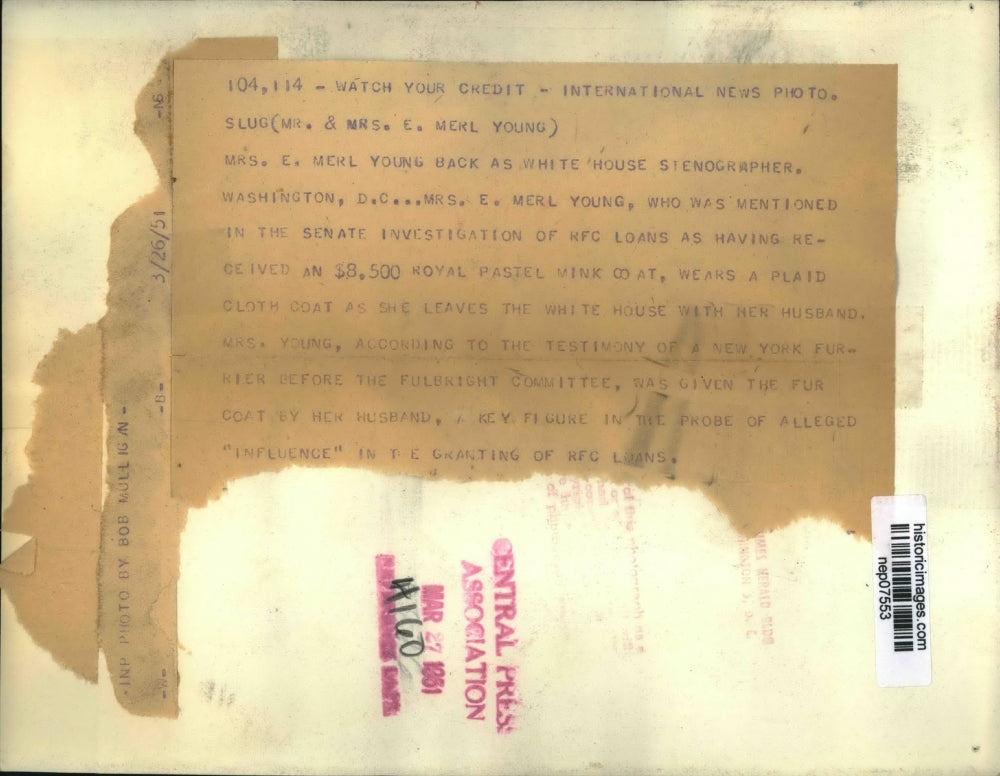 104,114 - WATCH YOUR CREDIT - INTERNATIONAL NEWS PHOTO.
SLUG(MR. & MRS. E. MERL YOUNG)
MRS. E. MERL YOUNG BACK AS WHITE HOUSE STENOGRAPHER.
WASHINGTON, D.C...MRS. E. MERL YOUNG, WHO WAS MENTIONED
IN THE SENATE INVESTIGATION OF RFC LOANS AS HAVING RE-
CEIVED AN $8,500 ROYAL PASTEL MINK COAT, WEARS A PLAID
CLOTH COAT AS SHE LEAVES THE WHITE HOUSE WITH HER HUSBAND.
MRS. YOUNG, ACCORDING TO THE TESTIMONY OF A NEW YORK FUR-
RIER BEFORE THE FULBRIGHT COMMITTEE, WAS GIVEN THE FUR
COAT BY HER HUSBAND, A KEY FIGURE IN THE PROBE OF ALLEGED
"INFLUENCE" IN T E GRANTING OF RFC LOANS.
-INP PHOTO BY BOB MULLIGAN-
-N- -B- 3/26/51 -NG
CENTRAL PRESS
ASSOCIATION
MAR 27 1951
historicimages.com
nep07553